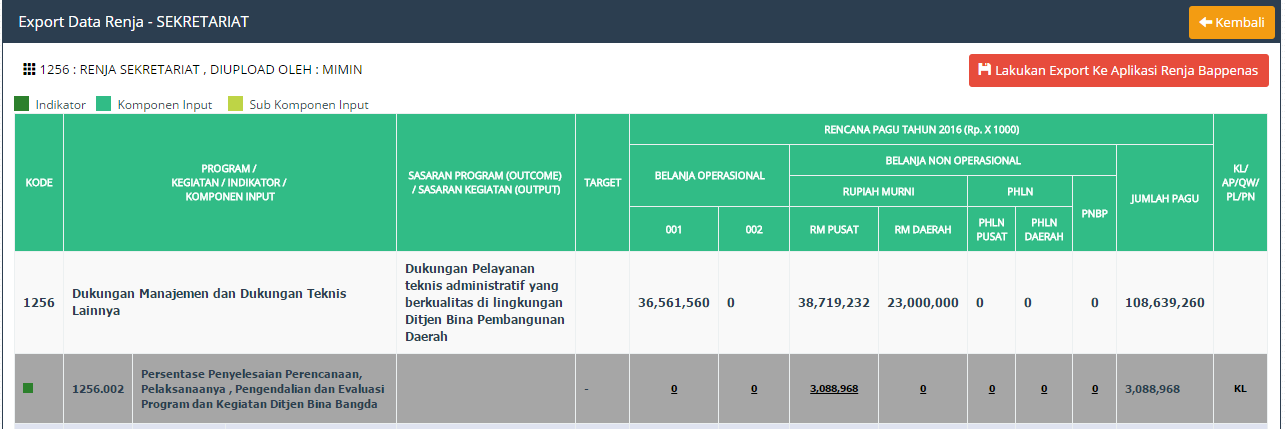 Export Data Renja - SEKRETARIAT
Kembali
1256 : RENJA SEKRETARIAT , DIUPLOAD OLEH : MIMIN
Lakukan Export Ke Aplikasi Renja Bappenas
Indikator
Komponen Input
Sub Komponen Input
KODE
PROGRAM /
KEGIATAN / INDIKATOR /
KOMPONEN INPUT
SASARAN PROGRAM (OUTCOME)
/ SASARAN KEGIATAN (OUTPUT)
TARGET
RENCANA PAGU TAHUN 2016 (Rp. X 1000)
BELANJA OPERASIONAL
BELANJA NON OPERASIONAL
RUPIAH MURNI
PHLN
PNBP
JUMLAH PAGU
KL/
AP/QW/
PL/PN
001
002
RM PUSAT
RM DAERAH
PHLN
PUSAT
PHLN
DAERAH
1256
Dukungan Manajemen dan Dukungan Teknis
Lainnya
Dukungan Pelayanan
teknis administratif yang
berkualitas di lingkungan
Ditjen Bina Pembangunan
Daerah
36,561,560
0
38,719,232
23,000,000
0
0
0
108,639,260
1256.002
Persentase Penyelesaian Perencanaan,
Pelaksanaanya , Pengendalian dan Evaluasi
Program dan Kegiatan Ditjen Bina Bangda
-
0
0
3,088,968
0
0
0
0
3,088,968
KL